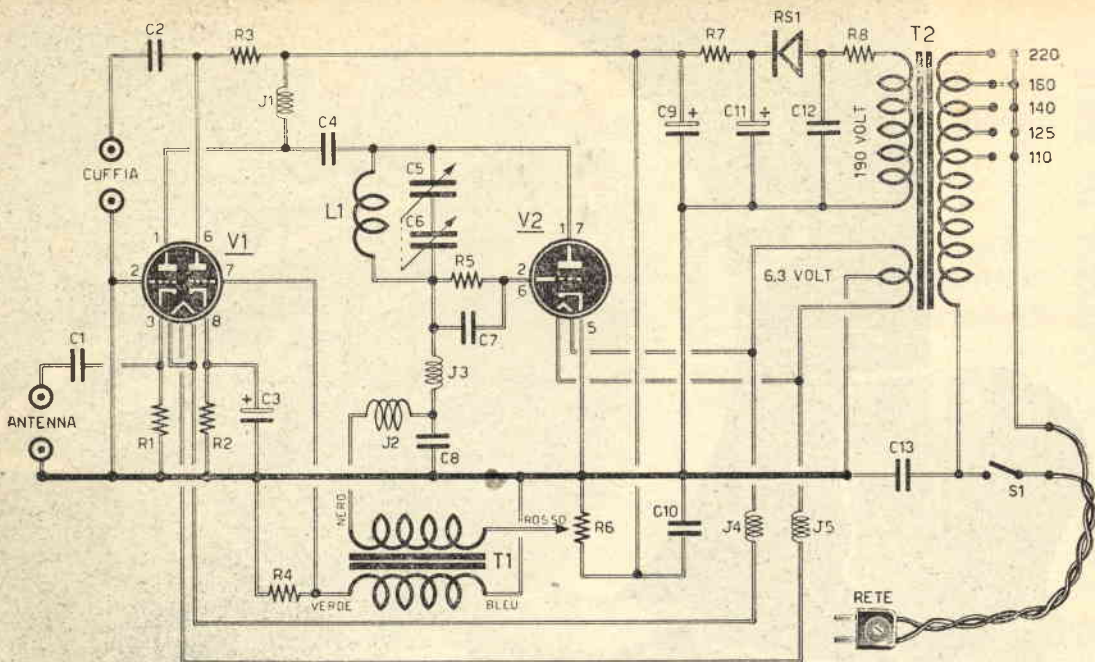 C2
R3
J1
C4
CUFFIA
V1
1
6
2
7
3
8
C1
ANTENNA
R1
R2
C3
L1
C5
C6
R5
C7
J3
J2
C8
V2
1 7
2
6
5
C9 +
R7
C11 +
RS1
C12
R8
T2
190 VOLT
6,3 VOLT
220
160
140
125
110
NERO
ROSSO
R6
C10
J4
J5
C13
S1
R4
VERDE
T1
BLEU
RETE
+